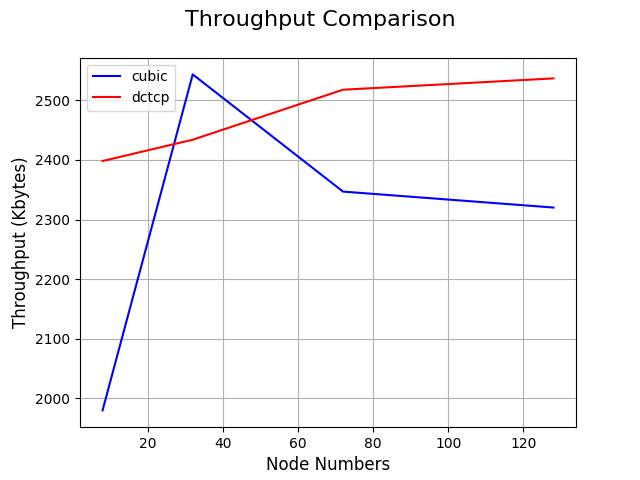 Throughput Comparison
cubic
dctcp
Throughput (Kbytes)
2500
2400
2300
2200
2100
2000
20 40 60 80 100 120
Node Numbers